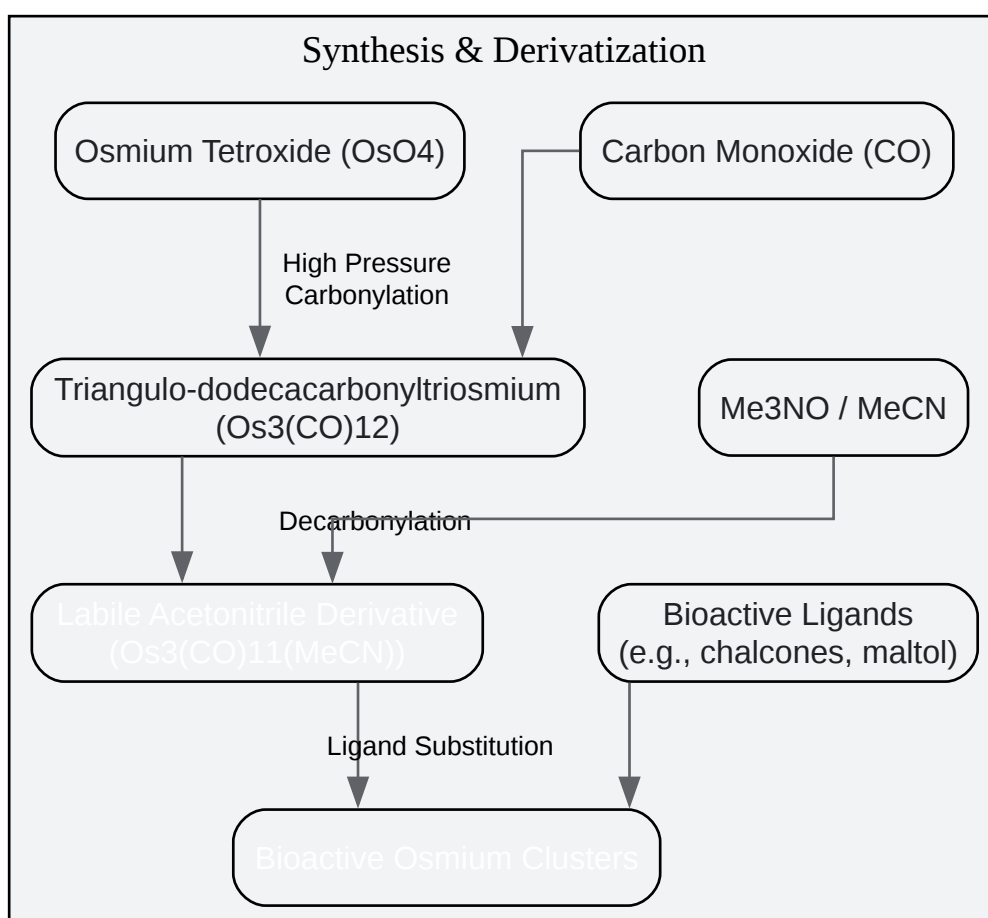 Synthesis & Derivatization
Osmium Tetroxide (OsO4)
Carbon Monoxide (CO)
High Pressure
Carbonylation
Triangulo-dodecacarbonyltriosmium
(Os3(CO)12)
Me3NO / MeCN
Decarbonylation
Labile Acetonitrile Derivative
(Os3(CO)11(MeCN))
Bioactive Ligands
(e.g., chalcones, maltol)
Ligand Substitution
Bioactive Osmium Clusters